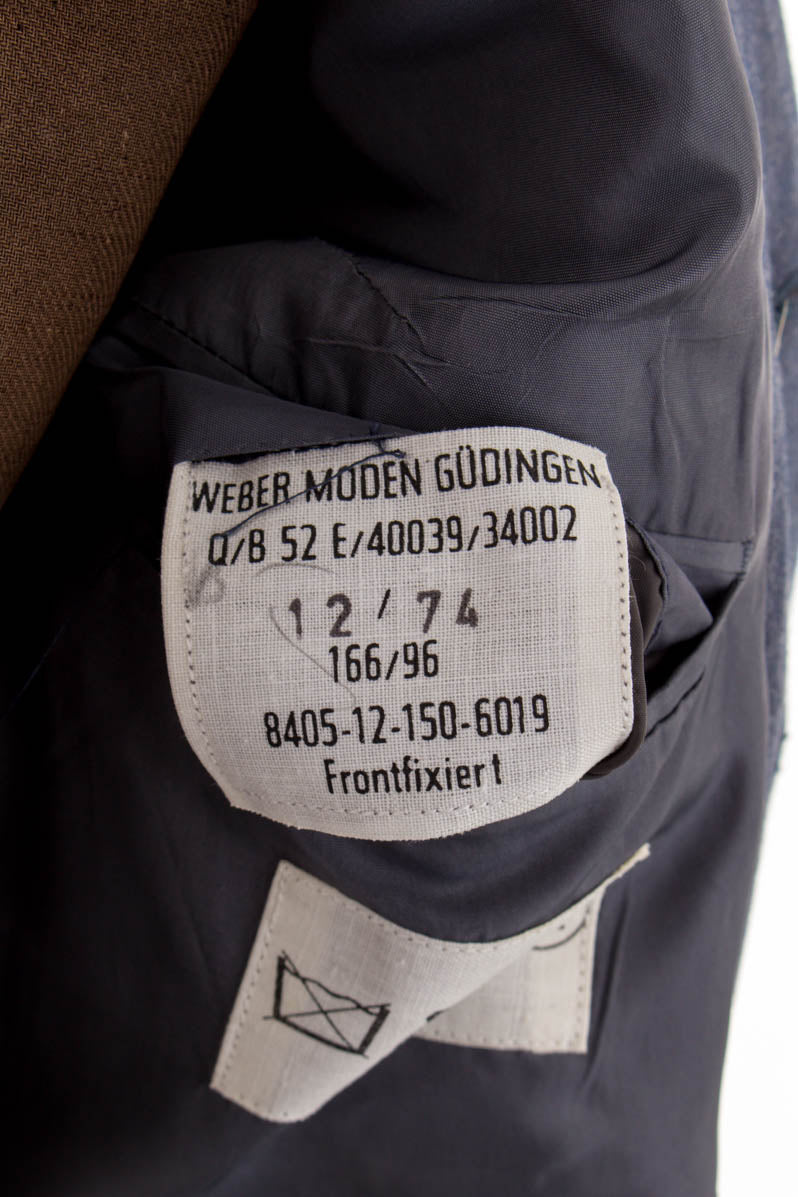 WEBER MODEN GÜDINGEN
Q/B 52 E/40039/34002
12/74
166/96
8405-12-150-6019
Frontfixiert